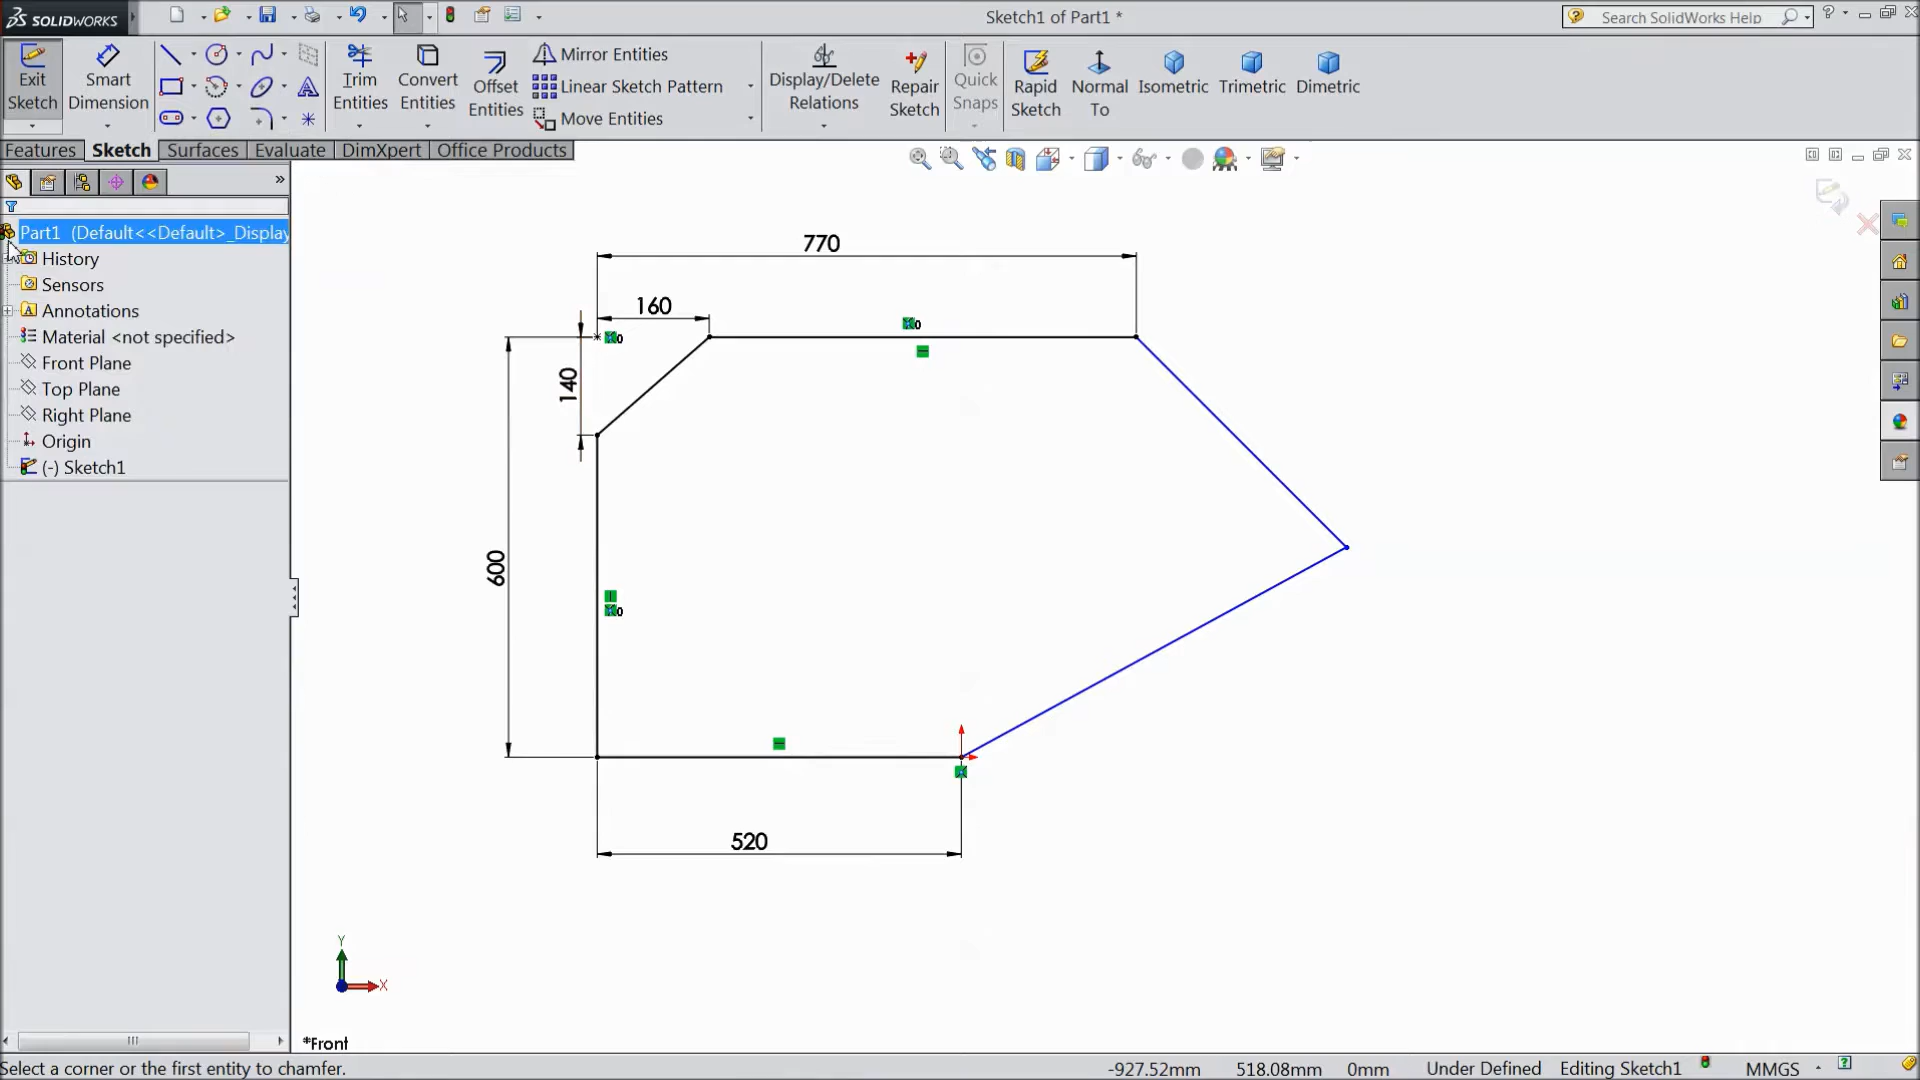 SOLIDWORKS
Sketch1 of Part1 *
Search SolidWorks Help
Exit Sketch
Smart Dimension
Trim Entities
Convert Entities
Offset Entities
Mirror Entities
Linear Sketch Pattern
Move Entities
Display/Delete Relations
Repair Sketch
Quick Snaps
Rapid Sketch
Normal To
Isometric
Trimetric
Dimetric
Features
Sketch
Surfaces
Evaluate
DimXpert
Office Products
Part1 (Default<<Default>_Display
History
Sensors
Annotations
Material <not specified>
Front Plane
Top Plane
Right Plane
Origin
(-) Sketch1
770
160
0
0
140
600
0
520
Y
X
*Front
Select a corner or the first entity to chamfer.
-927.52mm
518.08mm
0mm
Under Defined
Editing Sketch1
MMGS